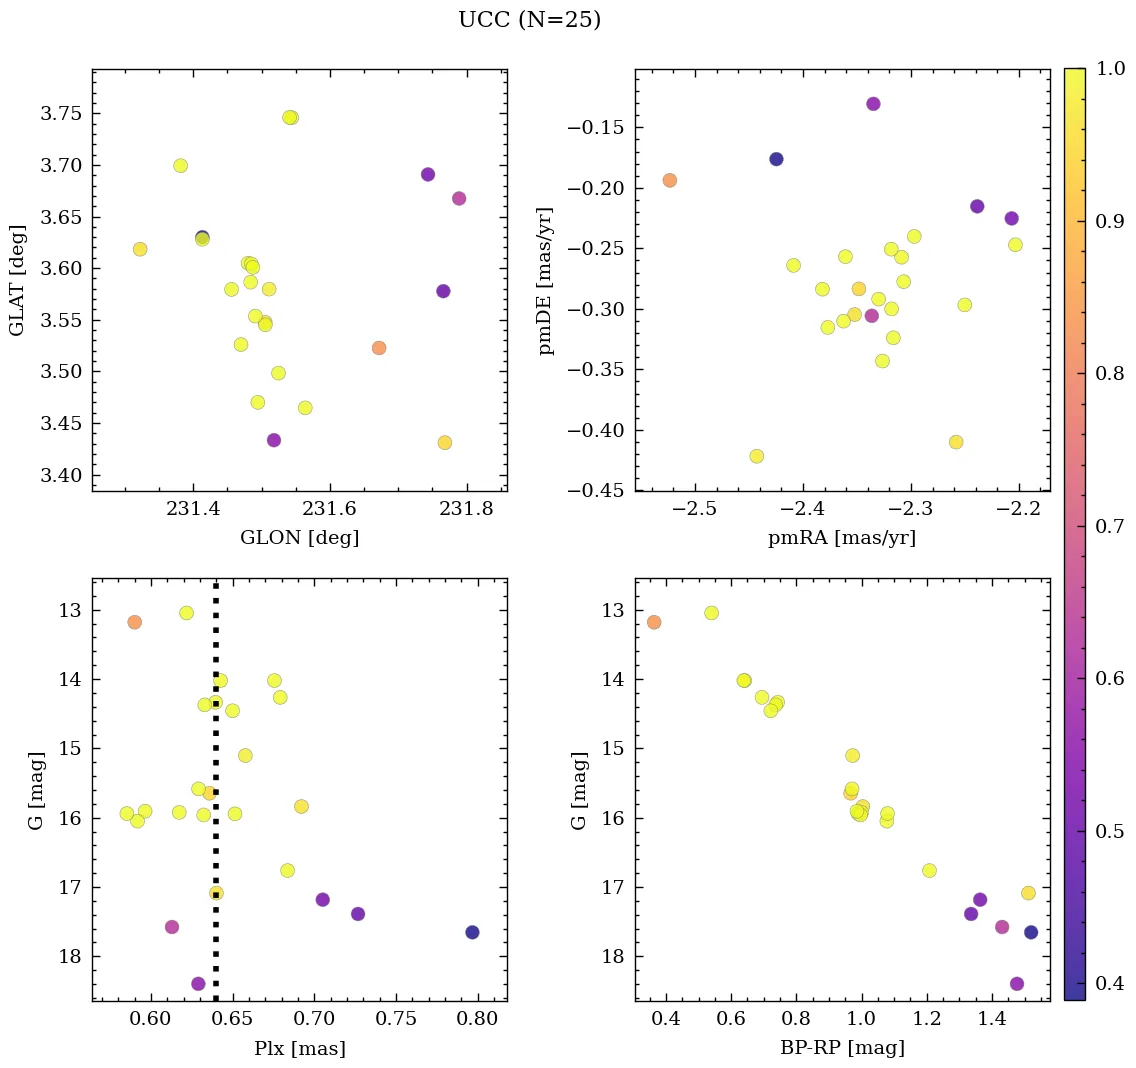 UCC (N=25)
3.75
3.70
3.65
3.60
3.55
3.50
3.45
3.40
GLAT [deg]
231.4 231.6 231.8
GLON [deg]
−0.15
−0.20
−0.25
−0.30
−0.35
−0.40
−0.45
pmDE [mas/yr]
−2.5 −2.4 −2.3 −2.2
pmRA [mas/yr]
13
14
15
16
17
18
G [mag]
0.60 0.65 0.70 0.75 0.80
Plx [mas]
13
14
15
16
17
18
G [mag]
0.4 0.6 0.8 1.0 1.2 1.4
BP-RP [mag]
1.0
0.9
0.8
0.7
0.6
0.5
0.4